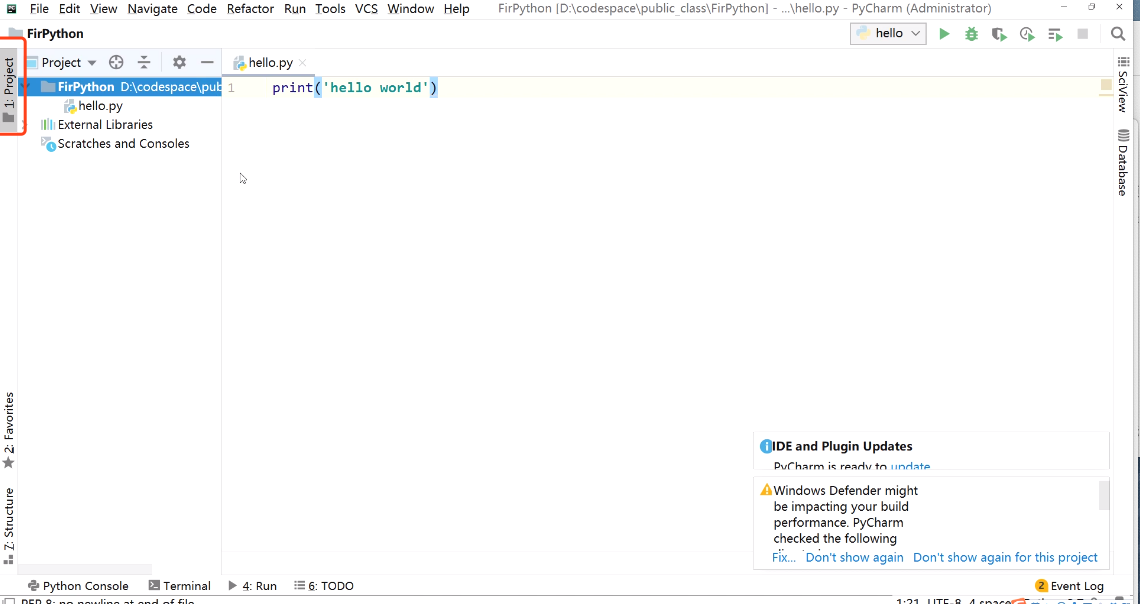 File Edit View Navigate Code Refactor Run Tools VCS Window Help FirPython [D:\codespace\public_class\FirPython] - ...\hello.py - PyCharm (Administrator)
FirPython
hello
1: Project
Project
hello.py
FirPython D:\codespace\pub
hello.py
External Libraries
Scratches and Consoles
1 print('hello world')
SciView
Database
2: Favorites
7: Structure
IDE and Plugin Updates
PyCharm is ready to update
Windows Defender might
be impacting your build
performance. PyCharm
checked the following
Fix... Don't show again Don't show again for this project
Python Console Terminal 4: Run 6: TODO 2 Event Log
PEP 8: no newline at end of file 1:21 UTF-8 4 space